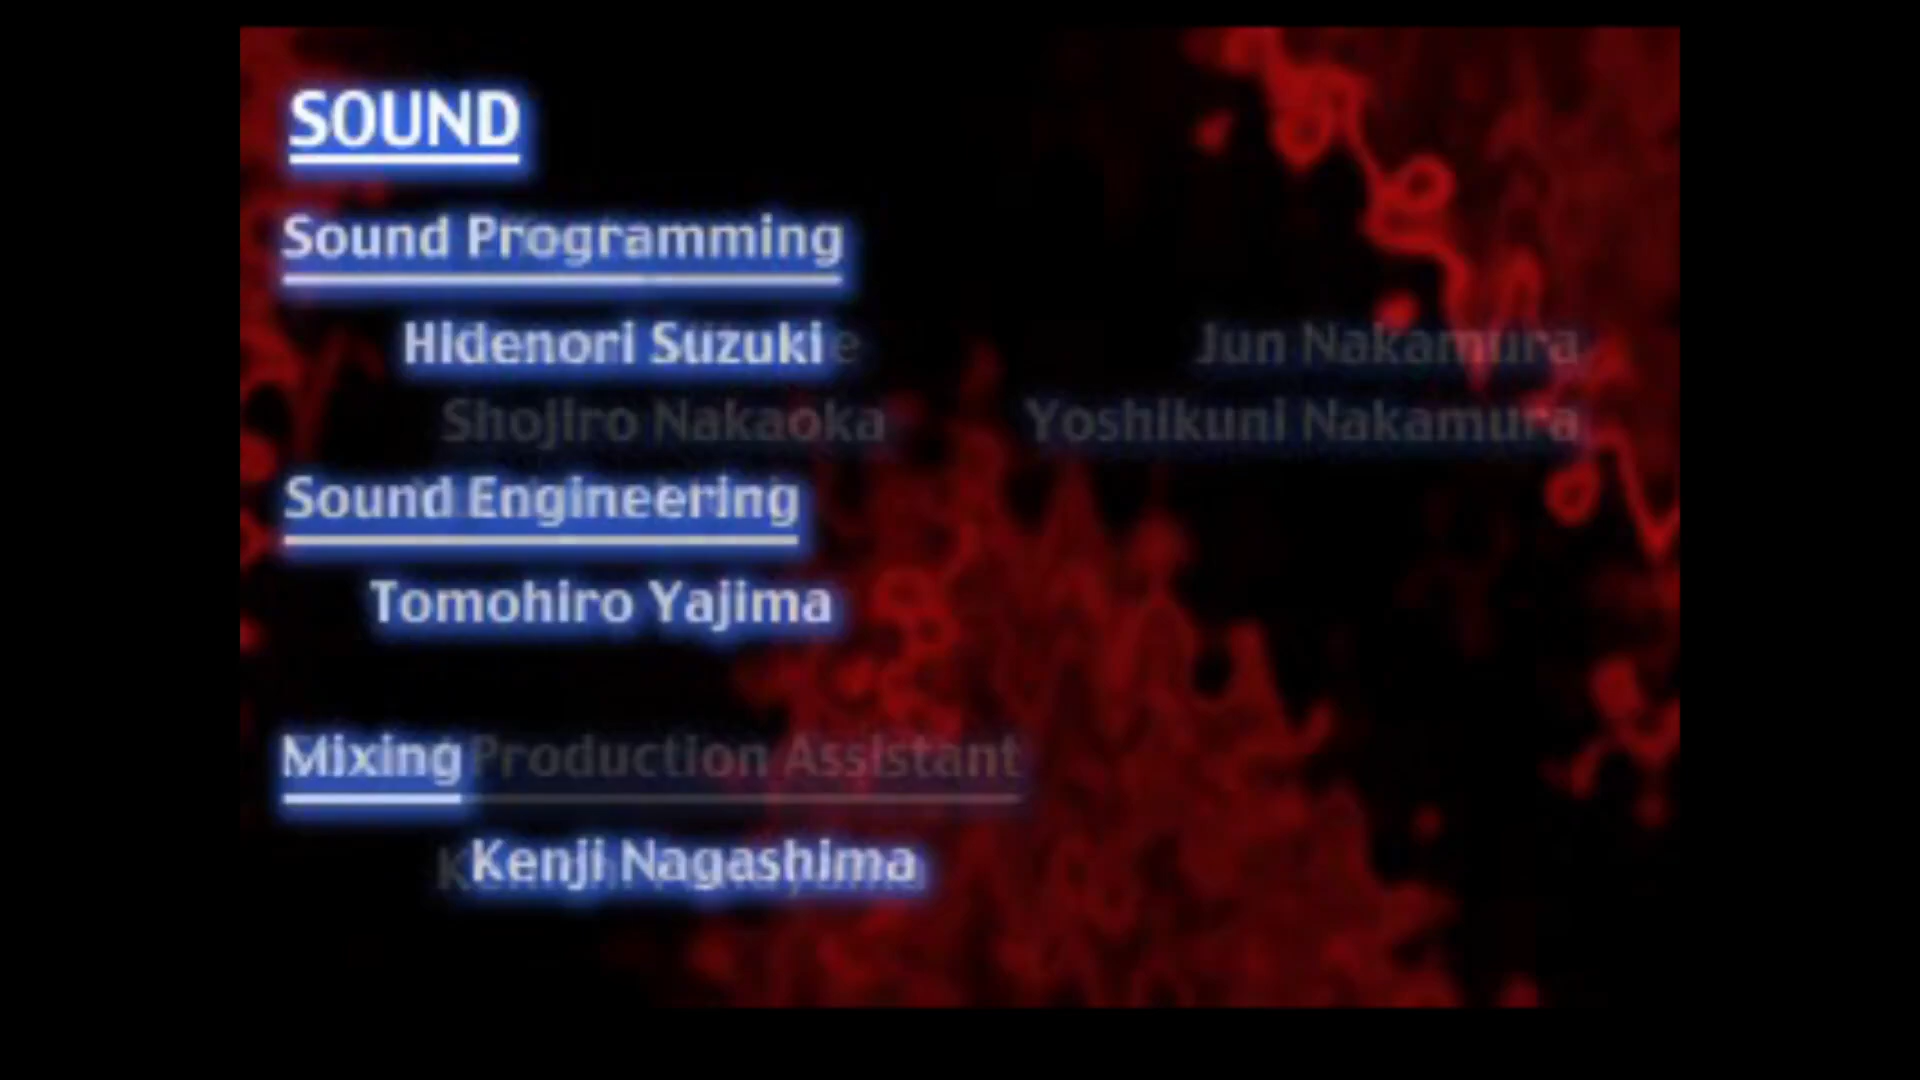 SOUND
Sound Programming
Hidenori Suzuki
Jun Nakamura
Shojiro Nakaoka
Yoshikuni Nakamura
Sound Engineering
Tomohiro Yajima
Mixing
Production Assistant
Kenji Nagashima